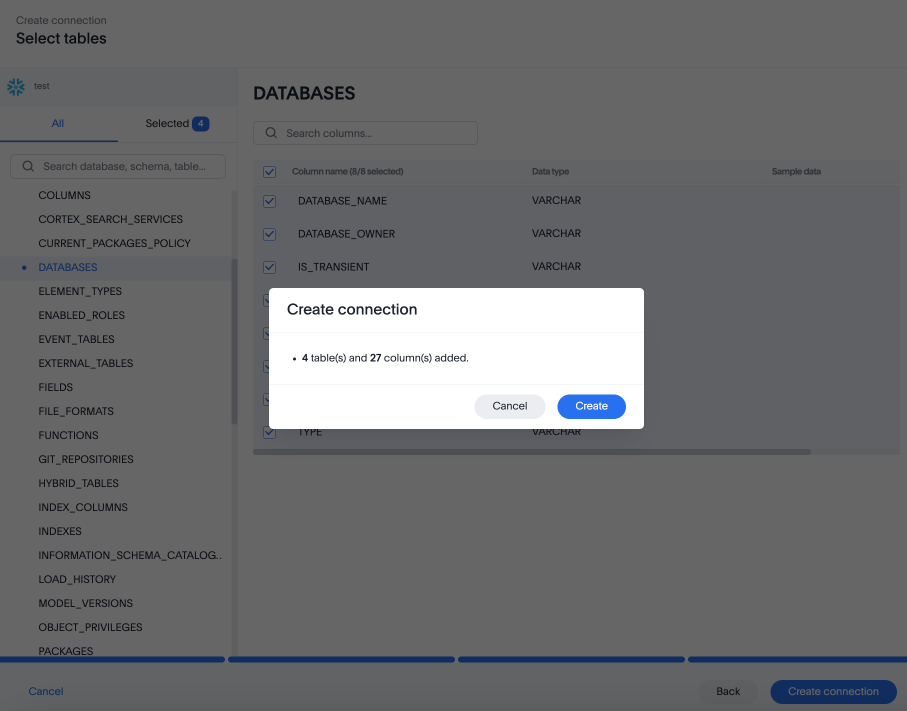 Create connection
Select tables
test
All
Selected 4
Search database, schema, table...
COLUMNS
CORTEX_SEARCH_SERVICES
CURRENT_PACKAGES_POLICY
DATABASES
ELEMENT_TYPES
ENABLED_ROLES
EVENT_TABLES
EXTERNAL_TABLES
FIELDS
FILE_FORMATS
FUNCTIONS
GIT_REPOSITORIES
HYBRID_TABLES
INDEX_COLUMNS
INDEXES
INFORMATION_SCHEMA_CATALOG..
LOAD_HISTORY
MODEL_VERSIONS
OBJECT_PRIVILEGES
PACKAGES
DATABASES
Search columns...
Column name (8/8 selected) Data type Sample data
DATABASE_NAME VARCHAR
DATABASE_OWNER VARCHAR
IS_TRANSIENT VARCHAR
TYPE VARCHAR
Create connection
• 4 table(s) and 27 column(s) added.
Cancel Create
Cancel Back Create connection